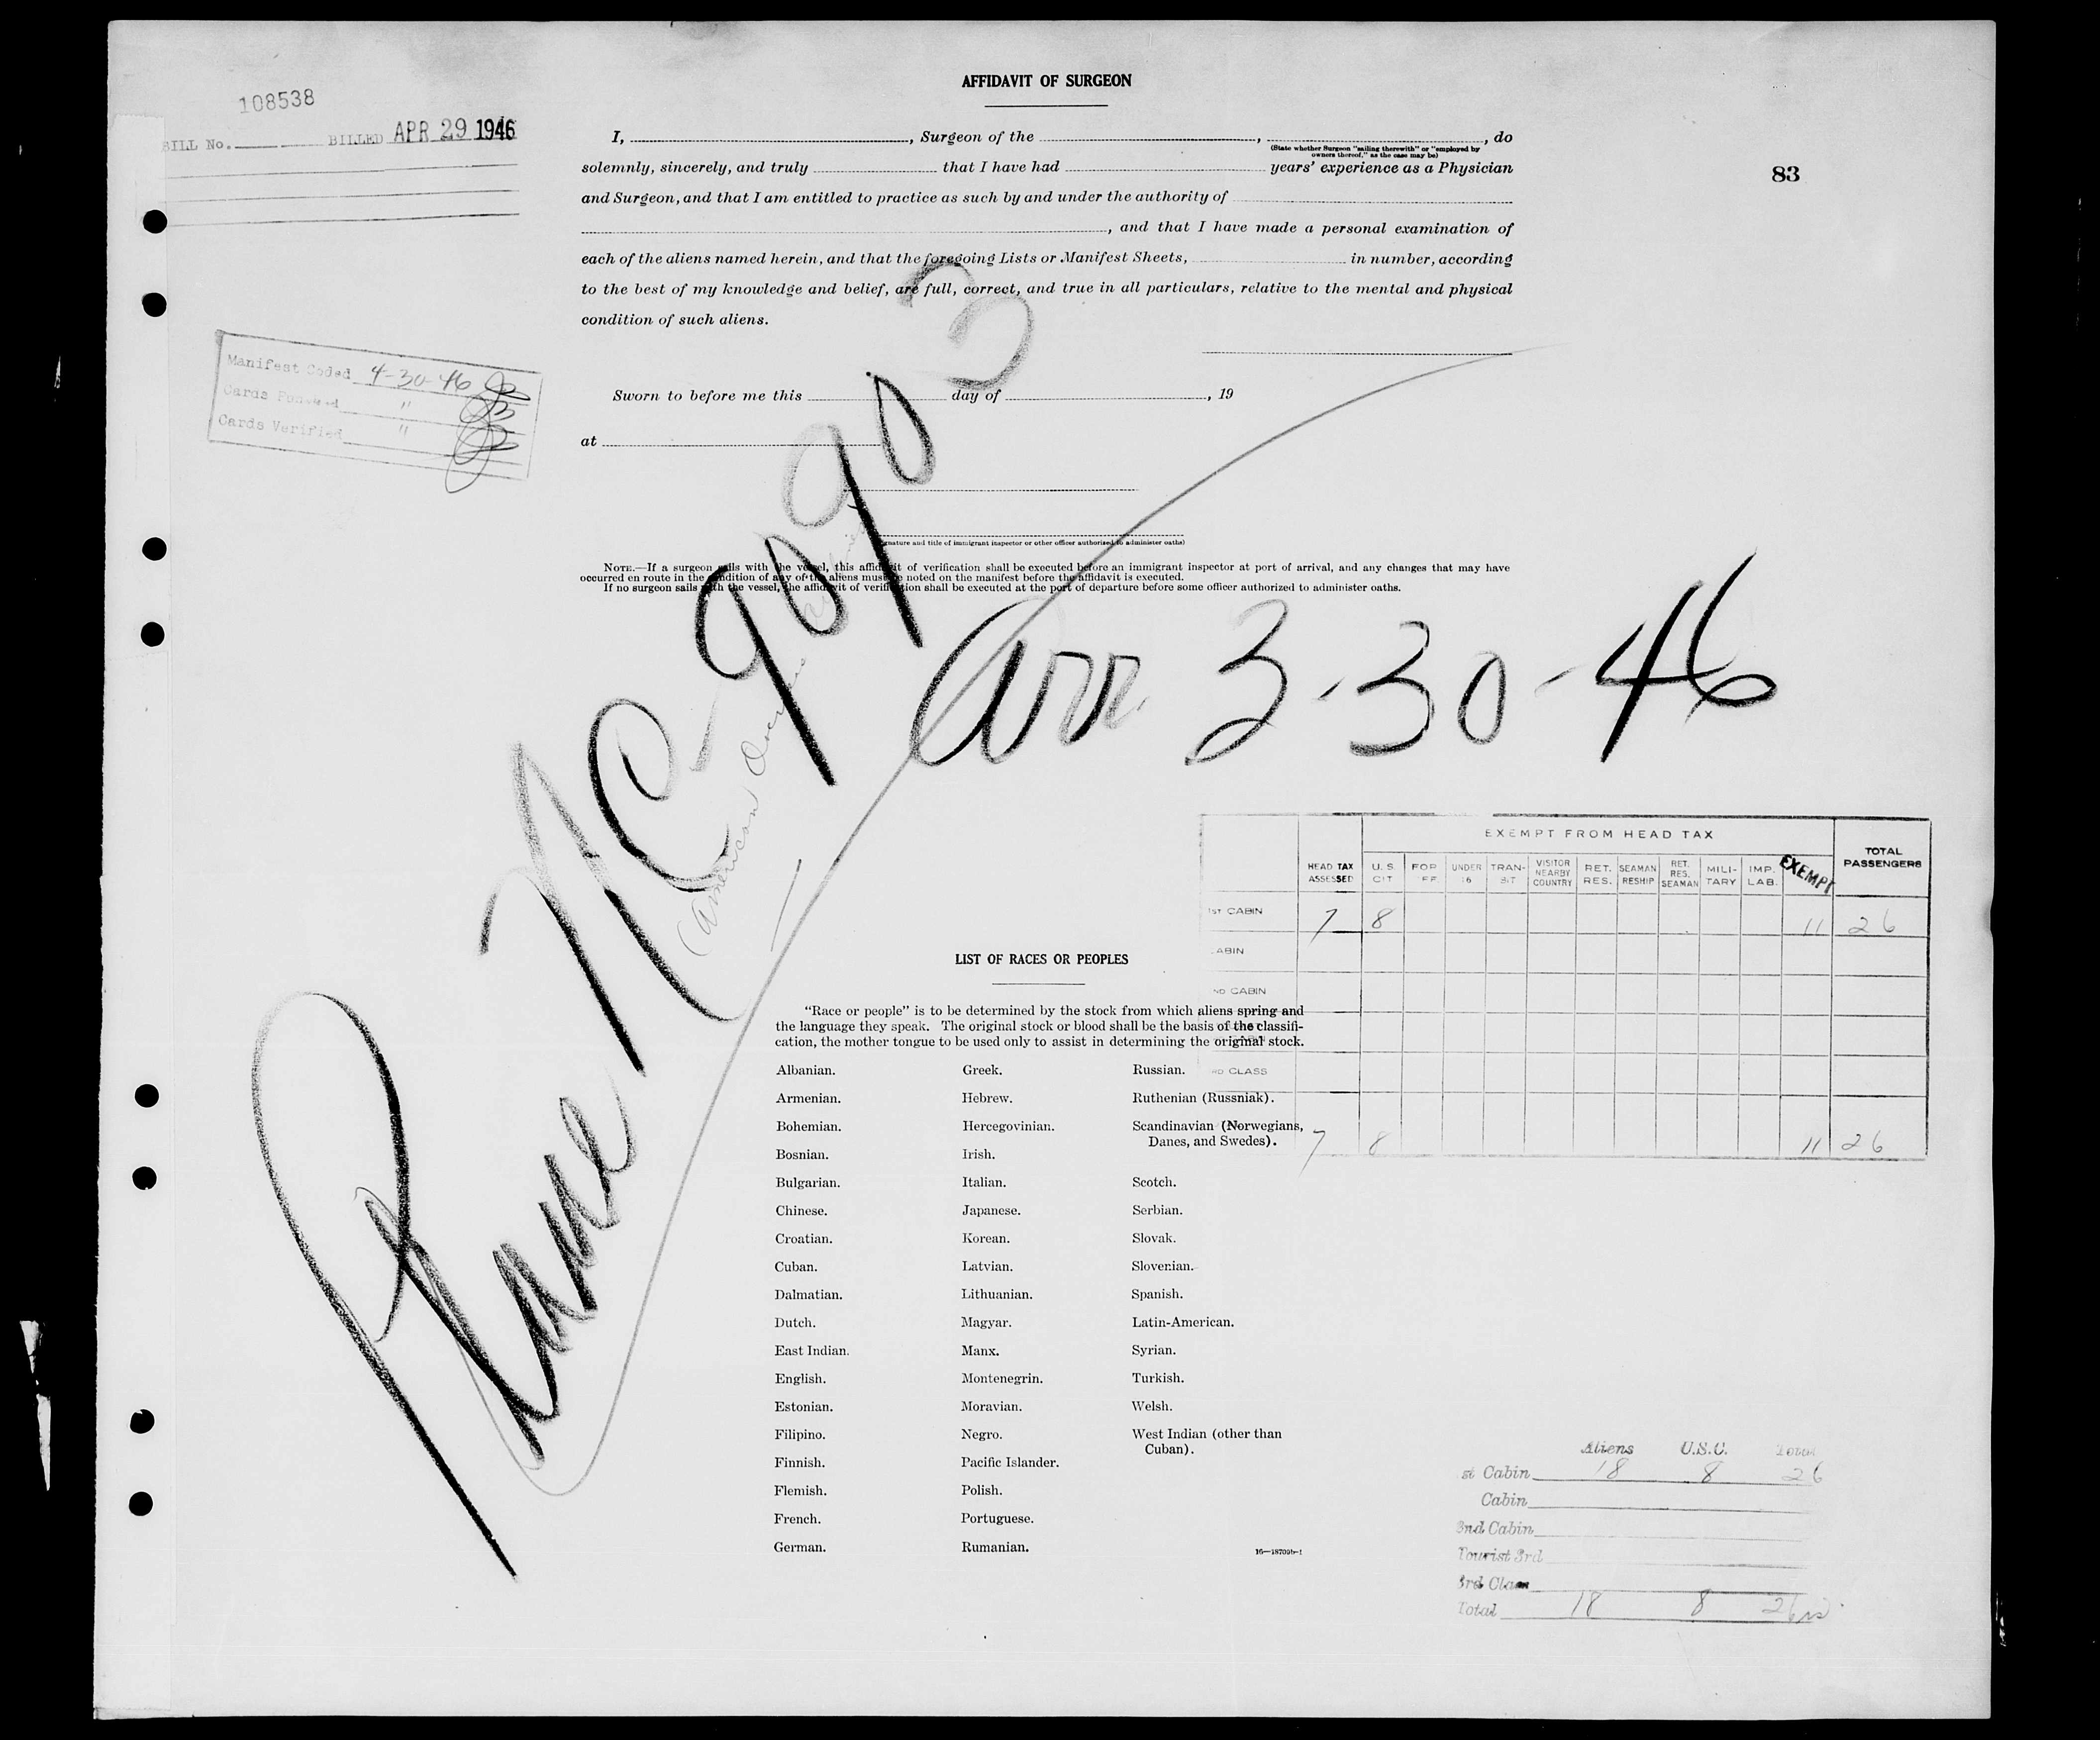 AFFIDAVIT OF SURGEON
108538
BILL No. BILLED APR 29 1946
83
I, , Surgeon of the , , do
(State whether Surgeon "sailing therewith" or "employed by
owners thereof," as the case may be)
solemnly, sincerely, and truly that I have had years' experience as a Physician
and Surgeon, and that I am entitled to practice as such by and under the authority of
, and that I have made a personal examination of
each of the aliens named herein, and that the foregoing Lists or Manifest Sheets, in number, according
to the best of my knowledge and belief, are full, correct, and true in all particulars, relative to the mental and physical
condition of such aliens.
Manifest Coded 4-30-46
Cards Punched "
Cards Verified "
Sworn to before me this day of , 19
at
(Signature and title of immigrant inspector or other officer authorized to administer oaths)
NOTE.—If a surgeon sails with the vessel, this affidavit of verification shall be executed before an immigrant inspector at port of arrival, and any changes that may have
occurred en route in the condition of any of the aliens must be noted on the manifest before the affidavit is executed.
If no surgeon sails with the vessel, the affidavit of verification shall be executed at the port of departure before some officer authorized to administer oaths.
Plane NC-90903
(American Overseas
Arr. 3-30-46
EXEMPT FROM HEAD TAX
HEAD TAX ASSESSED U.S. CIT FOR UNDER 16 TRANSIT VISITOR NEARBY COUNTRY RET. RES. SEAMAN RESHIP RET. RES. SEAMAN MILITARY IMP. LAB. EXEMPT TOTAL PASSENGERS
1ST CABIN 7 8 11 26
CABIN
ND CABIN
RD CLASS
7 8 11 26
LIST OF RACES OR PEOPLES
"Race or people" is to be determined by the stock from which aliens spring and
the language they speak. The original stock or blood shall be the basis of the classifi-
cation, the mother tongue to be used only to assist in determining the original stock.
Albanian.
Armenian.
Bohemian.
Bosnian.
Bulgarian.
Chinese.
Croatian.
Cuban.
Dalmatian.
Dutch.
East Indian.
English.
Estonian.
Filipino.
Finnish.
Flemish.
French.
German.
Greek.
Hebrew.
Hercegovinian.
Irish.
Italian.
Japanese.
Korean.
Latvian.
Lithuanian.
Magyar.
Manx.
Montenegrin.
Moravian.
Negro.
Pacific Islander.
Polish.
Portuguese.
Rumanian.
Russian.
Ruthenian (Russniak).
Scandinavian (Norwegians,
Danes, and Swedes).
Scotch.
Serbian.
Slovak.
Slovenian.
Spanish.
Latin-American.
Syrian.
Turkish.
Welsh.
West Indian (other than
Cuban).
16—18709b-1
Aliens U.S.C. Total
st Cabin 18 8 26
Cabin
2nd Cabin
Tourist 3rd
3rd Class
Total 18 8 26